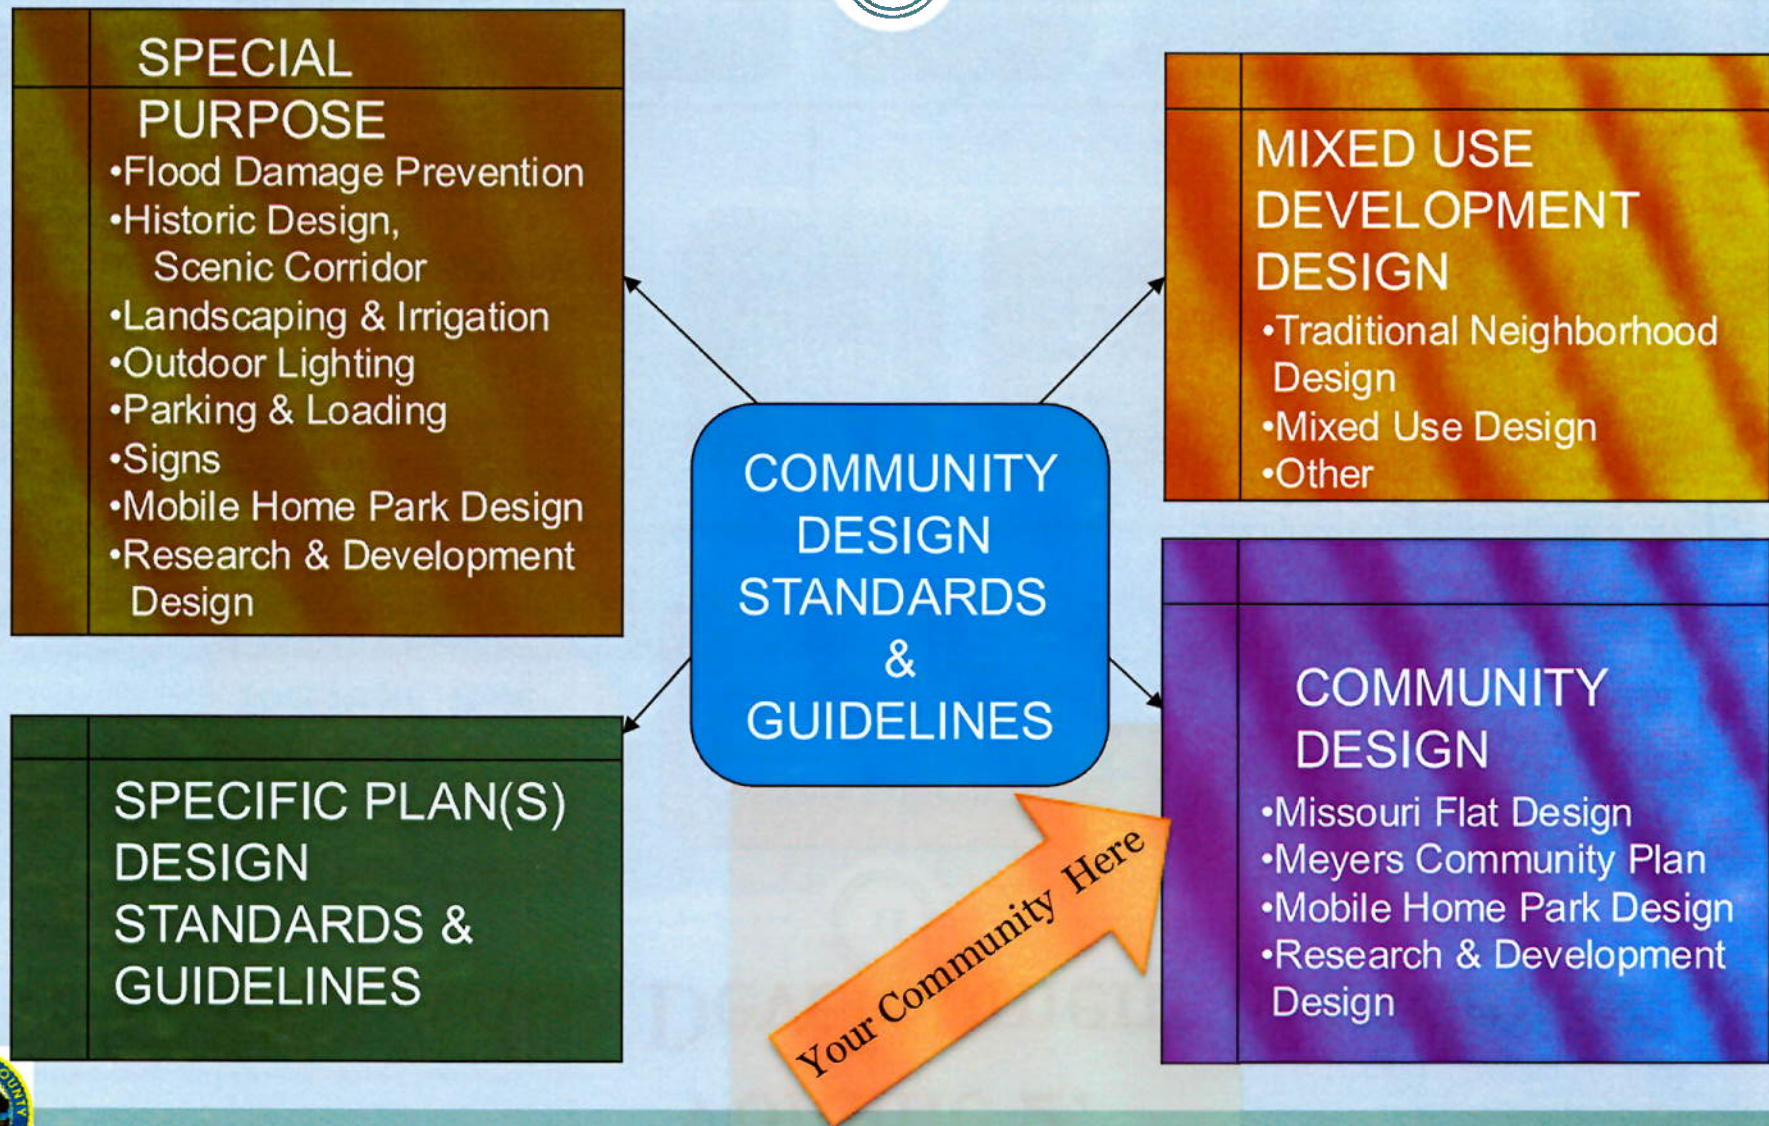 SPECIAL
PURPOSE
•Flood Damage Prevention
•Historic Design,
Scenic Corridor
•Landscaping & Irrigation
•Outdoor Lighting
•Parking & Loading
•Signs
•Mobile Home Park Design
•Research & Development
Design
MIXED USE
DEVELOPMENT
DESIGN
•Traditional Neighborhood
Design
•Mixed Use Design
•Other
COMMUNITY
DESIGN
STANDARDS
&
GUIDELINES
SPECIFIC PLAN(S)
DESIGN
STANDARDS &
GUIDELINES
COMMUNITY
DESIGN
•Missouri Flat Design
•Meyers Community Plan
•Mobile Home Park Design
•Research & Development
Design
Your Community Here
OUNTY